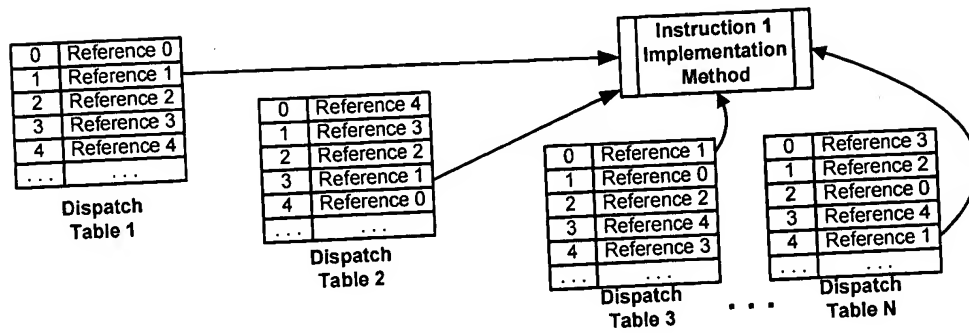 Instruction 1
Implementation
Method
0 Reference 0
1 Reference 1
2 Reference 2
3 Reference 3
4 Reference 4
. . . . . .
Dispatch
Table 1
0 Reference 4
1 Reference 3
2 Reference 2
3 Reference 1
4 Reference 0
. . . . . .
Dispatch
Table 2
0 Reference 1
1 Reference 0
2 Reference 2
3 Reference 4
4 Reference 3
. . . . . .
Dispatch
Table 3
. . .
0 Reference 3
1 Reference 2
2 Reference 0
3 Reference 4
4 Reference 1
. . . . . .
Dispatch
Table N